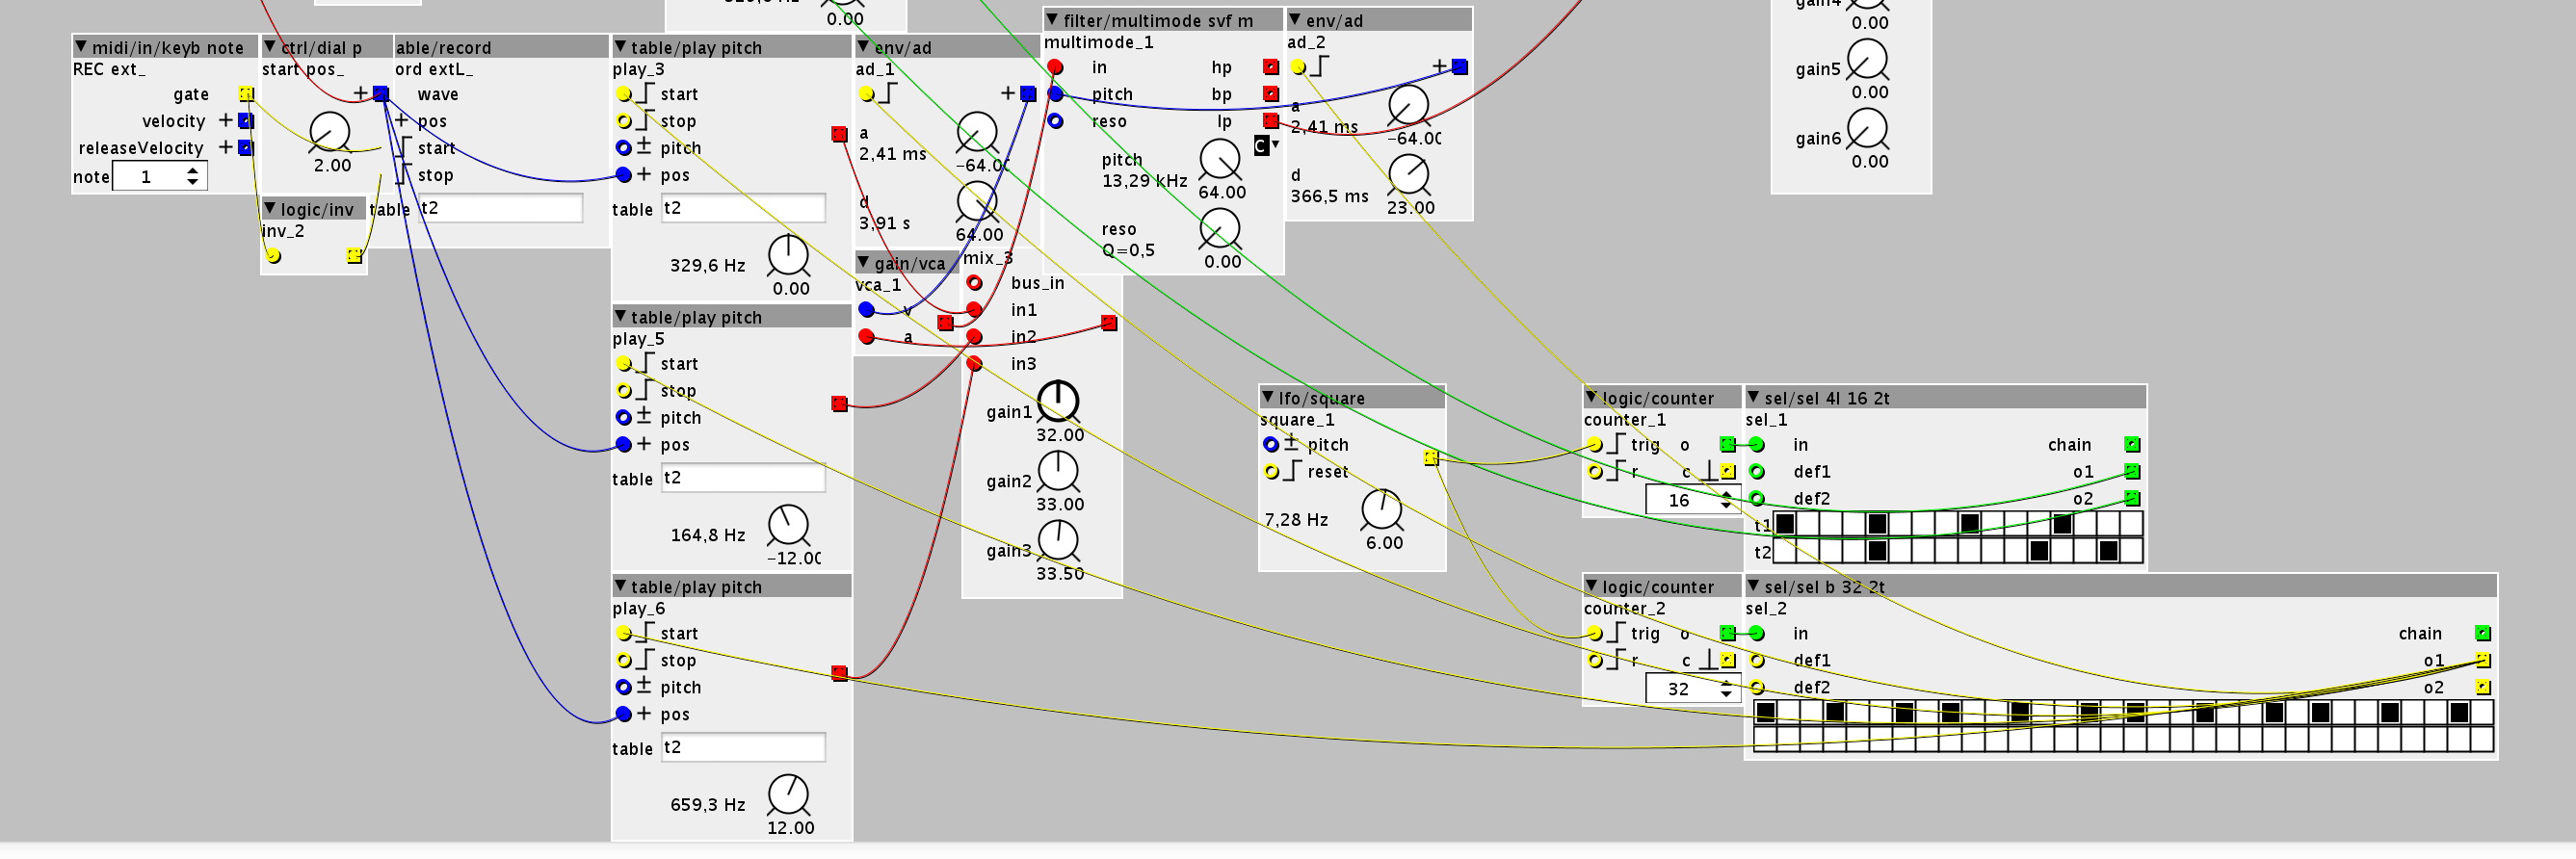 329,6 Hz
0.00
gain4
0.00
gain5
0.00
gain6
0.00
midi/in/keyb note
REC ext_
gate
velocity
releaseVelocity
note 1
ctrl/dial p
start pos_
2.00
logic/inv
inv_2
able/record
ord extL_
wave
pos
start
stop
table t2
table/play pitch
play_3
start
stop
pitch
pos
table t2
329,6 Hz
0.00
table/play pitch
play_5
start
stop
pitch
pos
table t2
164,8 Hz
-12.00
table/play pitch
play_6
start
stop
pitch
pos
table t2
659,3 Hz
12.00
env/ad
ad_1
a
2,41 ms
-64.00
d
3,91 s
64.00
gain/vca
vca_1
v
a
mix_3
bus_in
in1
in2
in3
gain1
32.00
gain2
33.00
gain3
33.50
filter/multimode svf m
multimode_1
in hp
pitch bp
reso lp
C
pitch
13,29 kHz
64.00
reso
Q=0,5
0.00
env/ad
ad_2
a
2,41 ms
-64.00
d
366,5 ms
23.00
lfo/square
square_1
pitch
reset
7,28 Hz
6.00
logic/counter
counter_1
trig o
r c
16
sel/sel 4l 16 2t
sel_1
in chain
def1 o1
def2 o2
t1
t2
logic/counter
counter_2
trig o
r c
32
sel/sel b 32 2t
sel_2
in chain
def1 o1
def2 o2